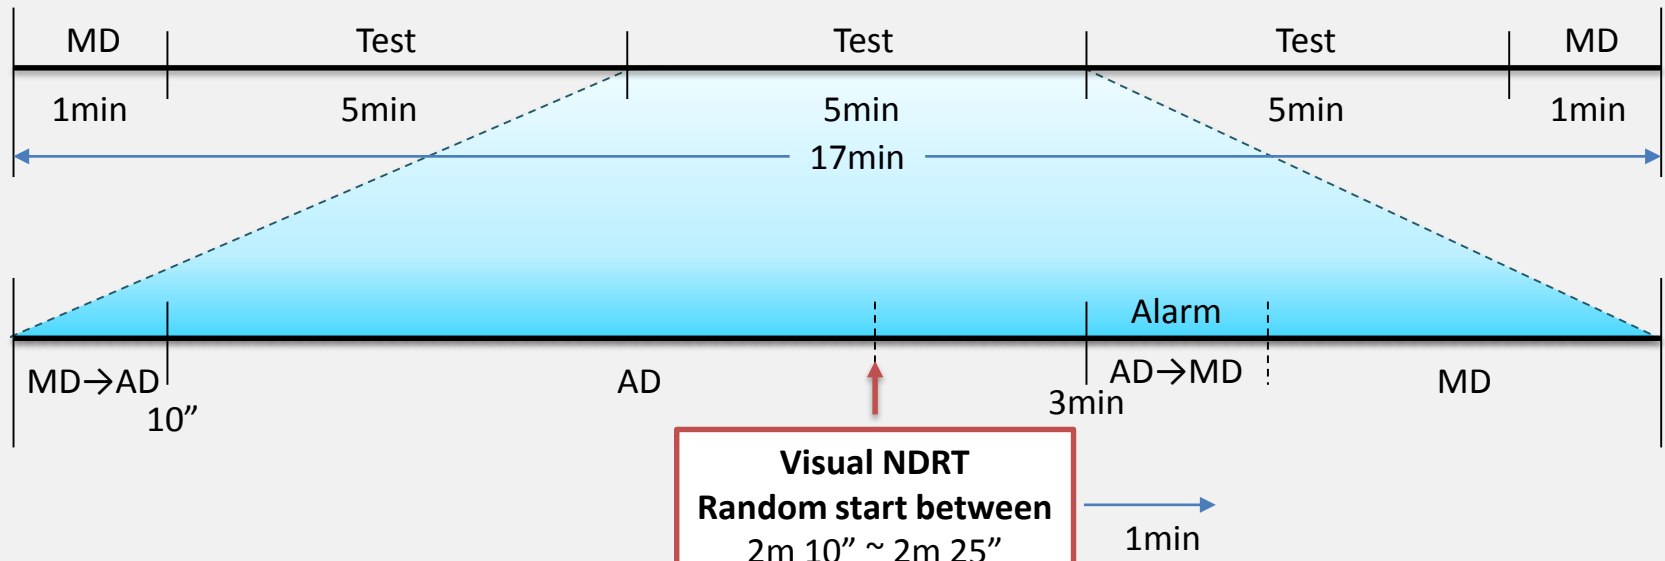 MD Test Test Test MD
1min 5min 5min 5min 1min
17min
Alarm
MD→AD AD AD→MD MD
10” 3min
Visual NDRT
Random start between
2m 10” ~ 2m 25”
1min